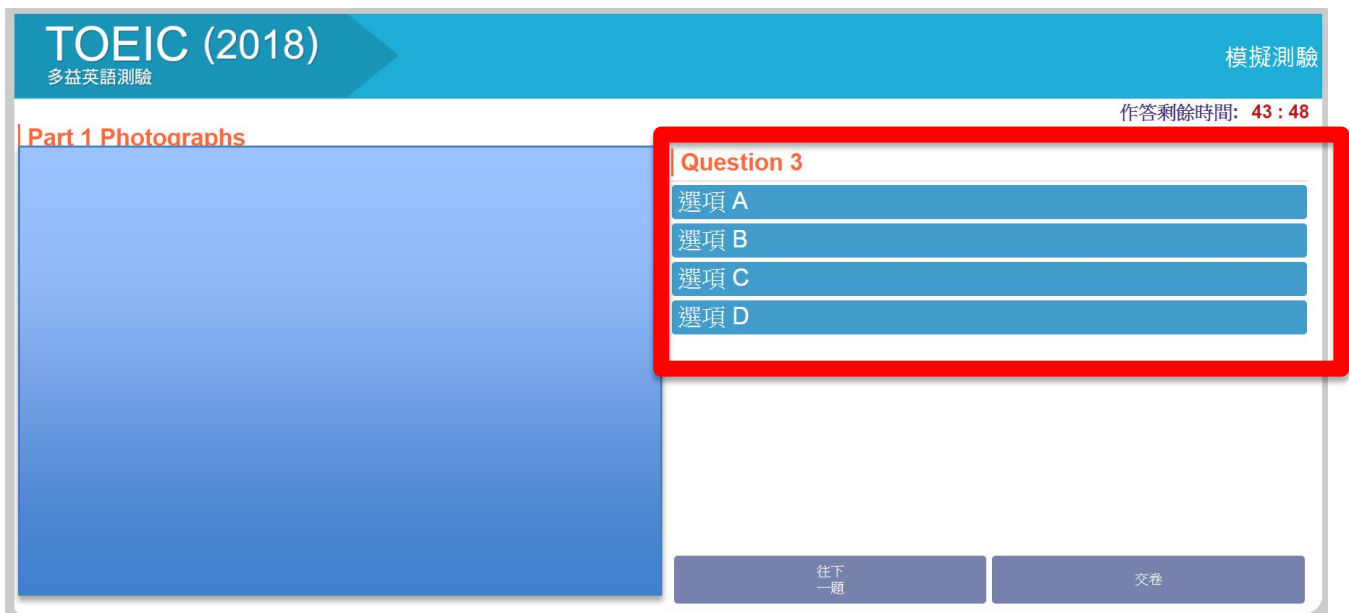 TOEIC (2018)
多益英語測驗
模擬測驗
作答剩餘時間: 43 : 48
Part 1 Photographs
Question 3
選項 A
選項 B
選項 C
選項 D
往下
一題
交卷